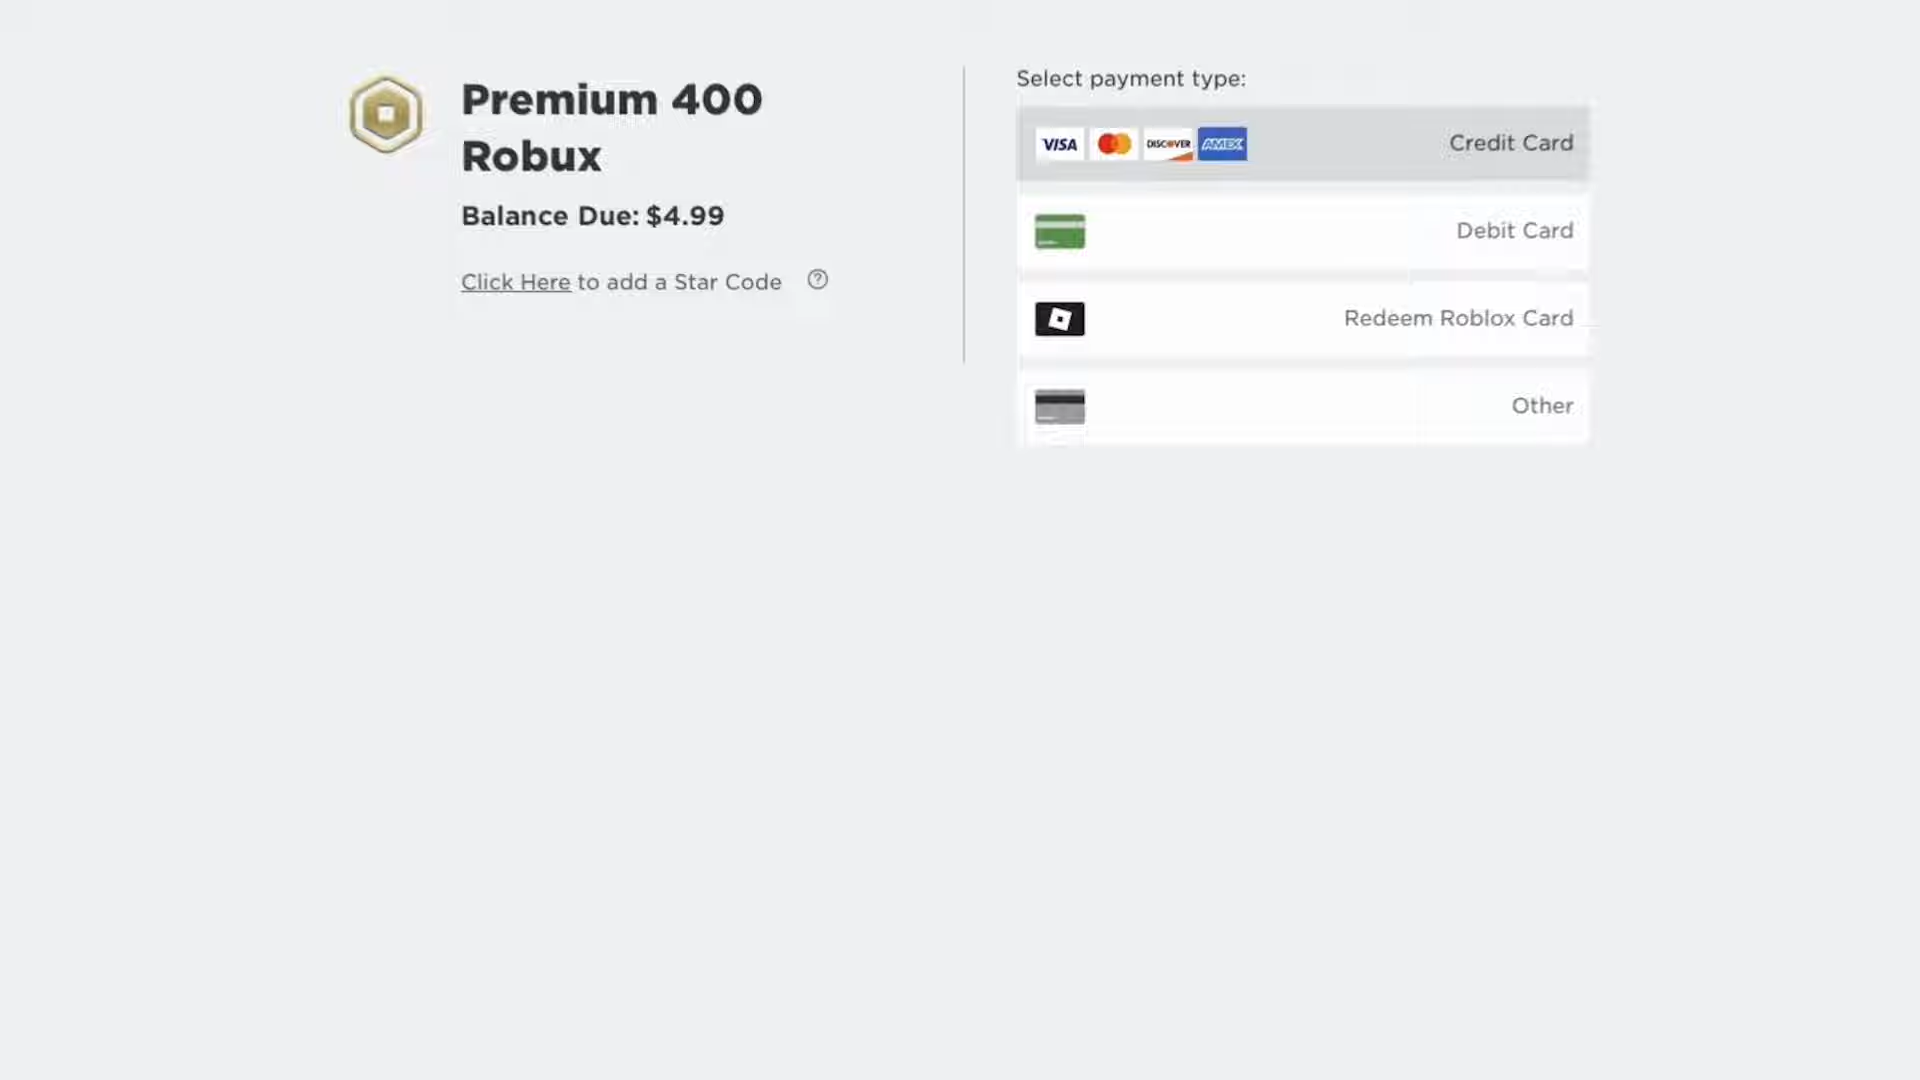 Premium 400
Robux
Balance Due: $4.99
Click Here to add a Star Code ?
Select payment type:
VISA DISCOVER AMEX Credit Card
Debit Card
Redeem Roblox Card
Other